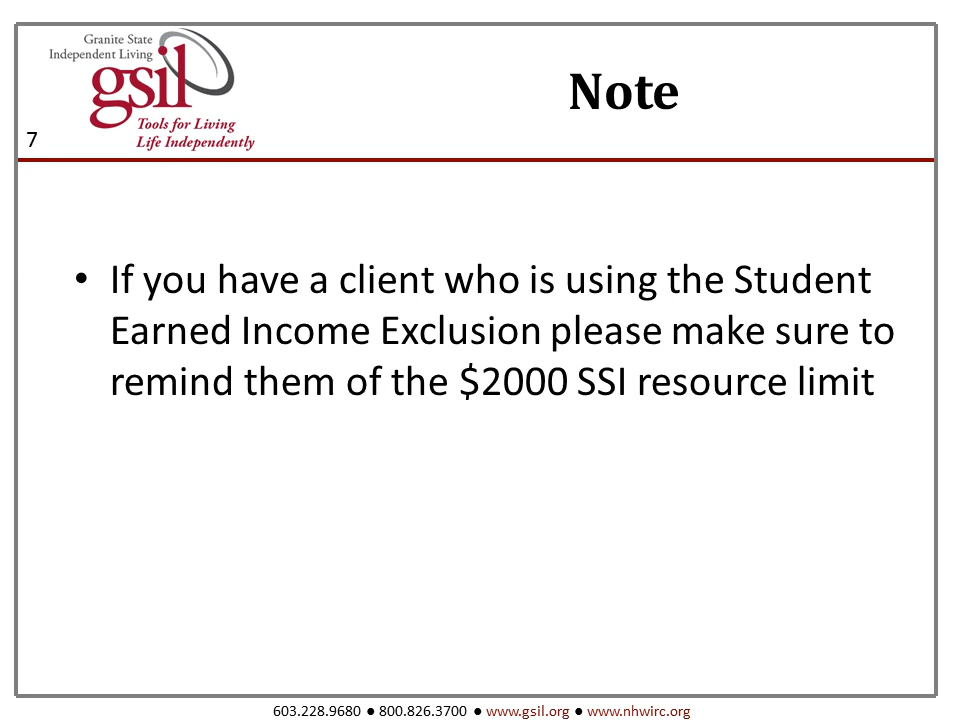 Granite State
Independent Living
gsil
Tools for Living
Life Independently
Note
7
• If you have a client who is using the Student
Earned Income Exclusion please make sure to
remind them of the $2000 SSI resource limit
603.228.9680 ● 800.826.3700 ● www.gsil.org ● www.nhwirc.org